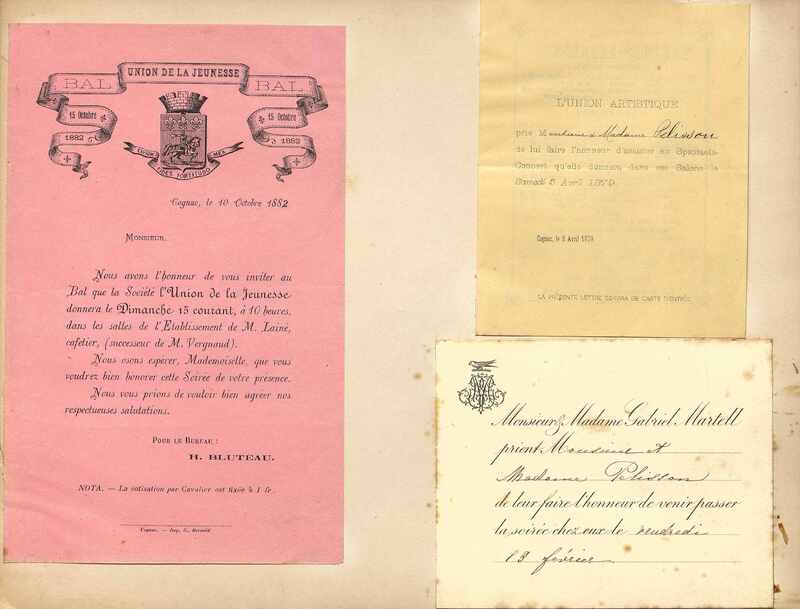 UNION DE LA JEUNESSE
BAL BAL
15 Octobre 15 Octobre
1882 1882
FIDES FORTITUDO
Cognac, le 10 Octobre 1882
MONSIEUR,
Nous avons l'honneur de vous inviter au
Bal que la Société l'Union de la Jeunesse
donnera le Dimanche 15 courant, à 10 heures,
dans les salles de l'Etablissement de M. Lainé,
cafetier, (successeur de M. Vergnaud).
Nous osons espérer, Mademoiselle, que vous
voudrez bien honorer cette Soirée de votre présence.
Nous vous prions de vouloir bien agréer nos
respectueuses salutations.
POUR LE BUREAU :
H. BLUTEAU.
NOTA. — La cotisation par Cavalier est fixée à 1 fr.
Cognac. — Imp. G. Bérauld
L'UNION ARTISTIQUE
prie Monsieur & Madame Pelisson
de lui faire l'honneur d'assister au Spectacle-
Concert qu'elle donnera dans ses Salons le
Samedi 5 Avril 1879.
Cognac, le 2 Avril 1879
LA PRÉSENTE LETTRE SERVIRA DE CARTE D'ENTRÉE
Monsieur & Madame Gabriel Martell
prient Monsieur et
Madame Pelisson
de leur faire l'honneur de venir passer
la soirée chez eux le vendredi
13 février